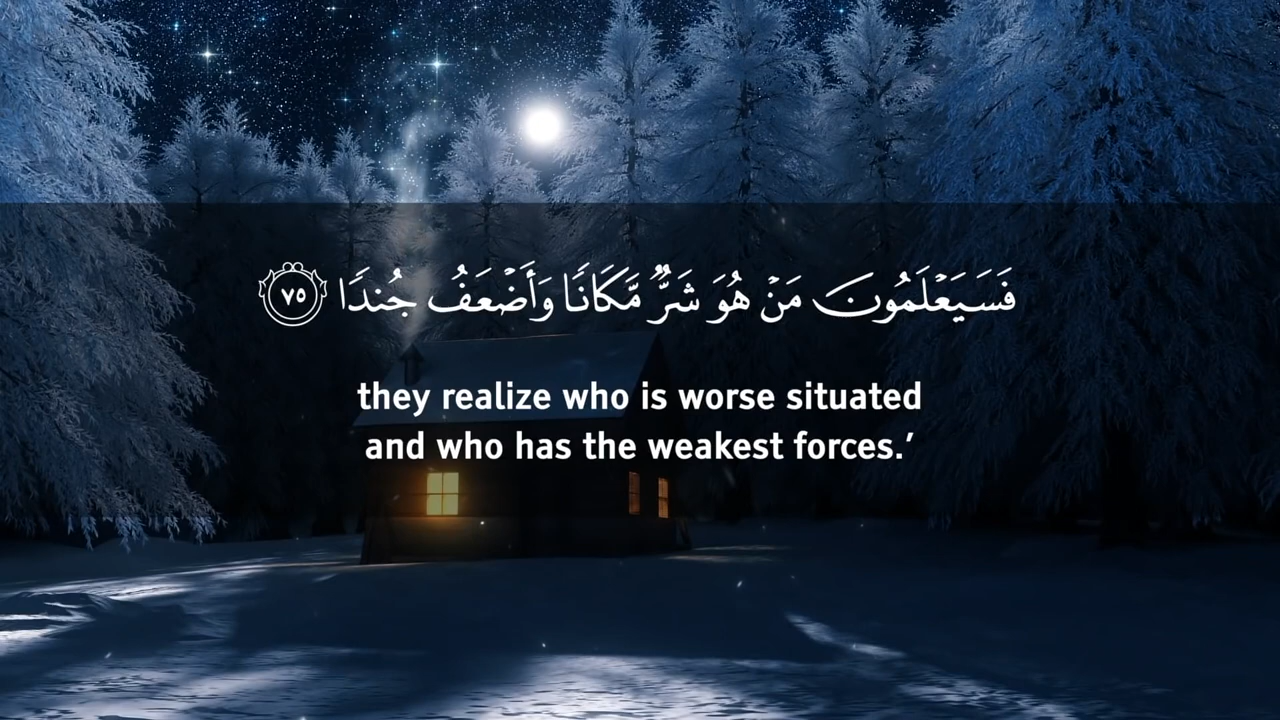 فَسَيَعْلَمُونَ مَنْ هُوَ شَرٌّ مَّكَانًا وَأَضْعَفُ جُندًا ٧٥
they realize who is worse situated
and who has the weakest forces.’